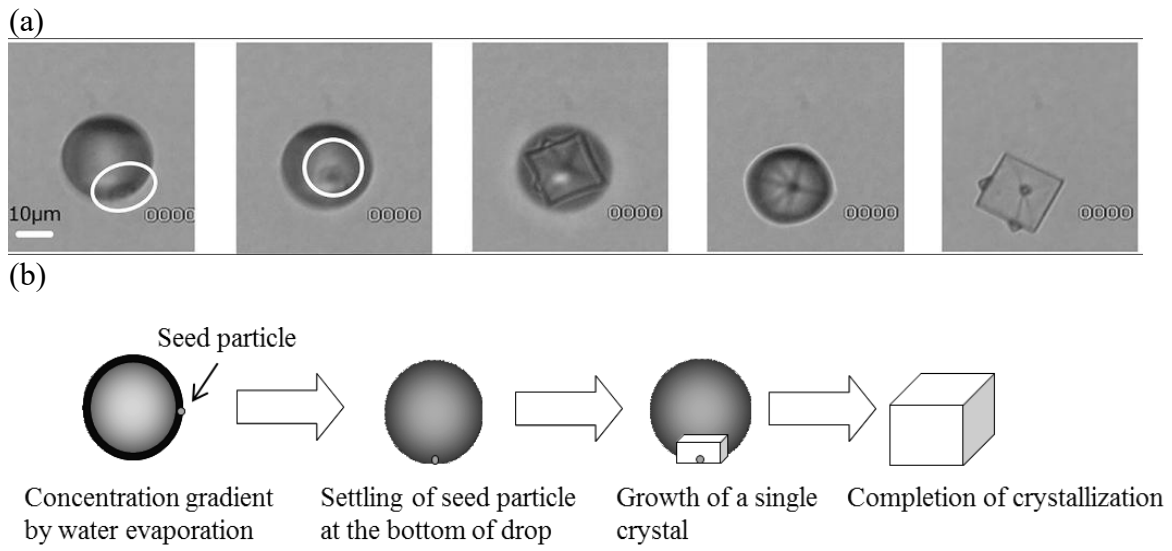 (a)
10µm
0000
0000
0000
0000
0000
(b)
Seed particle
Concentration gradient
by water evaporation
Settling of seed particle
at the bottom of drop
Growth of a single
crystal
Completion of crystallization